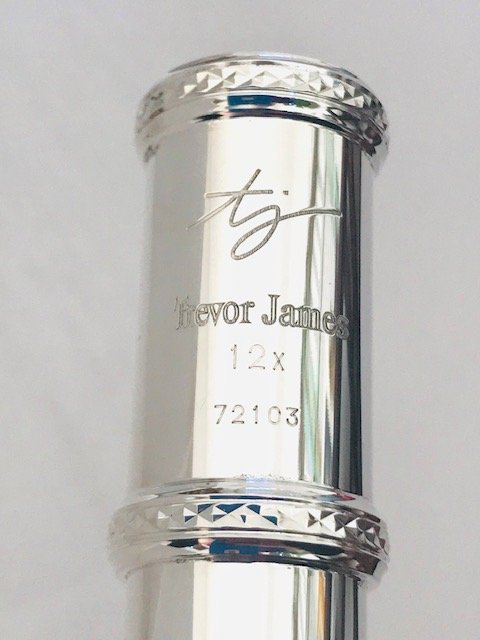 tj
Trevor James
12x
72103